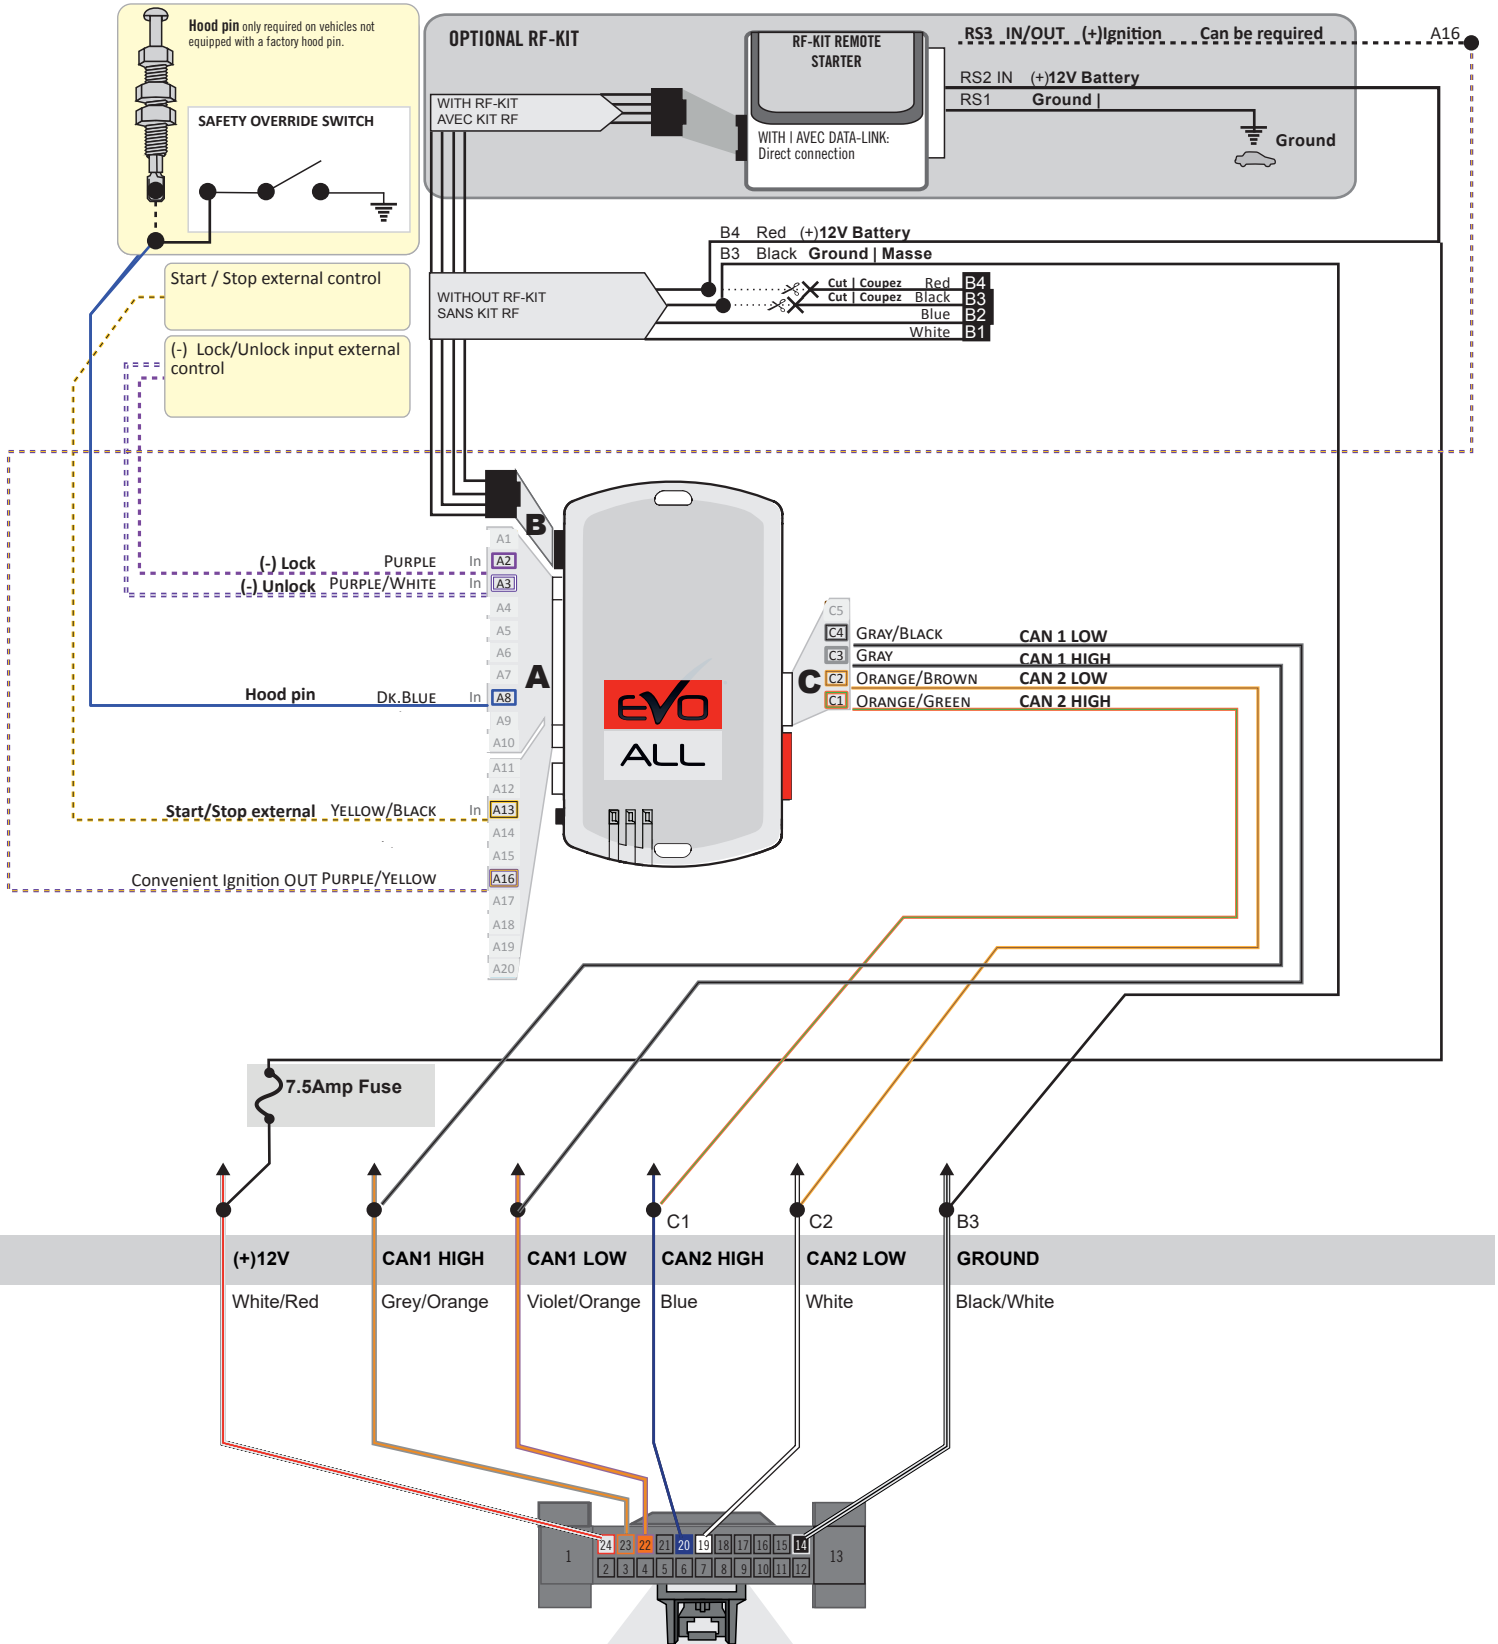 Hood pin only required on vehicles not
equipped with a factory hood pin.
SAFETY OVERRIDE SWITCH
OPTIONAL RF-KIT
WITH RF-KIT
AVEC KIT RF
RF-KIT REMOTE
STARTER
WITH I AVEC DATA-LINK:
Direct connection
RS3 IN/OUT (+)Ignition Can be required
A16
RS2 IN (+)12V Battery
RS1 Ground |
Ground
Start / Stop external control
(-) Lock/Unlock input external
control
B4 Red (+)12V Battery
B3 Black Ground | Masse
WITHOUT RF-KIT
SANS KIT RF
Cut | Coupez Red B4
Cut | Coupez Black B3
Blue B2
White B1
B
A
C
A1
(-) Lock PURPLE In A2
(-) Unlock PURPLE/WHITE In A3
A4
A5
A6
A7
Hood pin DK.BLUE In A8
A9
A10
A11
A12
Start/Stop external YELLOW/BLACK In A13
A14
A15
Convenient Ignition OUT PURPLE/YELLOW A16
A17
A18
A19
A20
EVO
ALL
C5
C4 GRAY/BLACK CAN 1 LOW
C3 GRAY CAN 1 HIGH
C2 ORANGE/BROWN CAN 2 LOW
C1 ORANGE/GREEN CAN 2 HIGH
7.5Amp Fuse
C1 C2 B3
(+)12V CAN1 HIGH CAN1 LOW CAN2 HIGH CAN2 LOW GROUND
White/Red Grey/Orange Violet/Orange Blue White Black/White
1 24 23 22 21 20 19 18 17 16 15 14 13
2 3 4 5 6 7 8 9 10 11 12